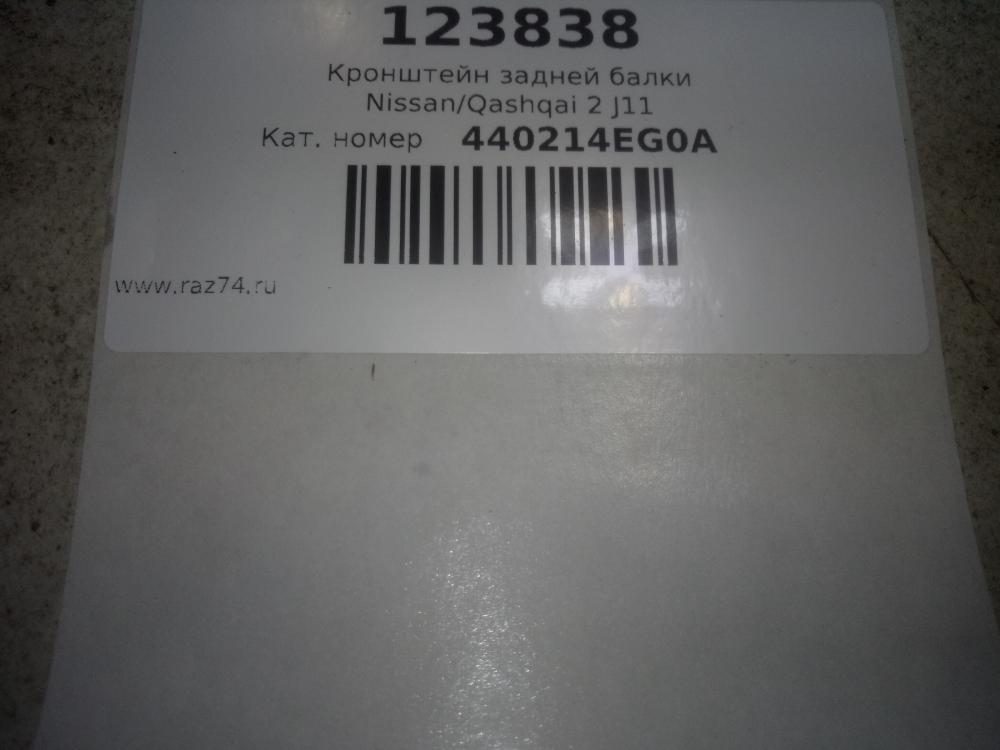 123838
Кронштейн задней балки
Nissan/Qashqai 2 J11
Кат. номер 440214EG0A
www.raz74.ru